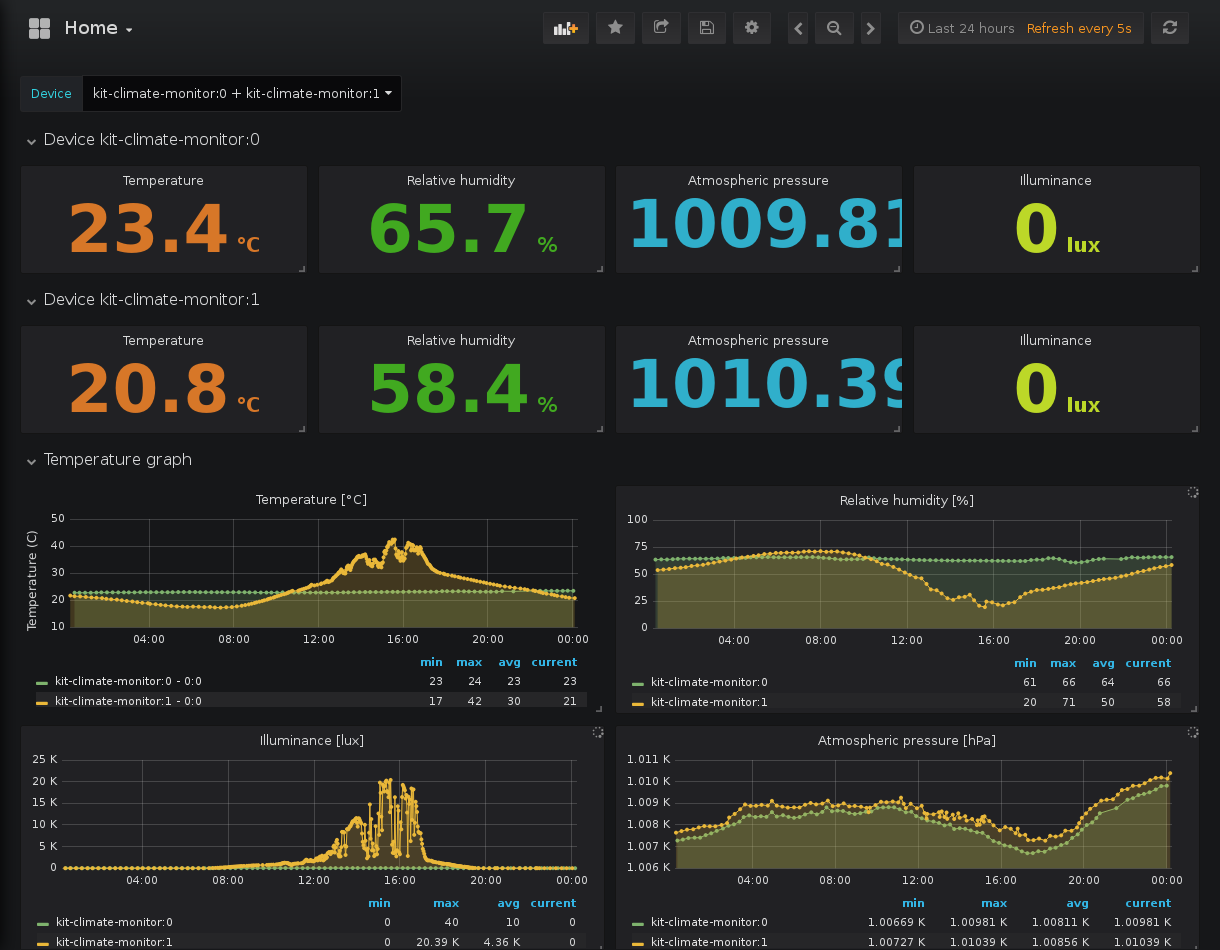 Home
Last 24 hours Refresh every 5s
Device kit-climate-monitor:0 + kit-climate-monitor:1
Device kit-climate-monitor:0
Temperature Relative humidity Atmospheric pressure Illuminance
23.4 °C 65.7 % 1009.81 0 lux
Device kit-climate-monitor:1
Temperature Relative humidity Atmospheric pressure Illuminance
20.8 °C 58.4 % 1010.39 0 lux
Temperature graph
Temperature [°C]
Temperature (C)
50
40
30
20
10
04:00 08:00 12:00 16:00 20:00 00:00
min max avg current
kit-climate-monitor:0 - 0:0 23 24 23 23
kit-climate-monitor:1 - 0:0 17 42 30 21
Relative humidity [%]
100
75
50
25
0
04:00 08:00 12:00 16:00 20:00 00:00
min max avg current
kit-climate-monitor:0 61 66 64 66
kit-climate-monitor:1 20 71 50 58
Illuminance [lux]
25 K
20 K
15 K
10 K
5 K
0
04:00 08:00 12:00 16:00 20:00 00:00
min max avg current
kit-climate-monitor:0 0 40 10 0
kit-climate-monitor:1 0 20.39 K 4.36 K 0
Atmospheric pressure [hPa]
1.011 K
1.010 K
1.009 K
1.008 K
1.007 K
1.006 K
04:00 08:00 12:00 16:00 20:00 00:00
min max avg current
kit-climate-monitor:0 1.00669 K 1.00981 K 1.00811 K 1.00981 K
kit-climate-monitor:1 1.00727 K 1.01039 K 1.00856 K 1.01039 K